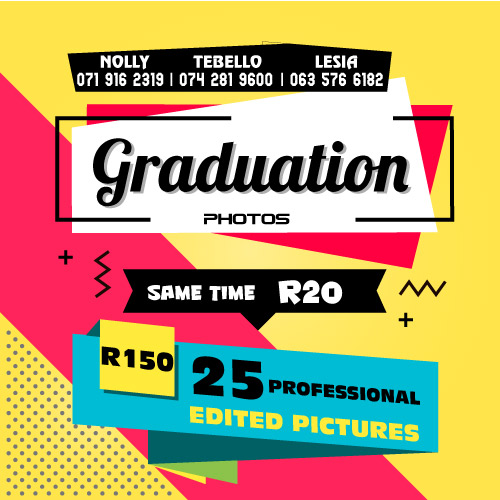 NOLLY TEBELLO LESIA
071 916 2319 | 074 281 9600 | 063 576 6182
Graduation
PHOTOS
SAME TIME R20
R150
25 PROFESSIONAL
EDITED PICTURES